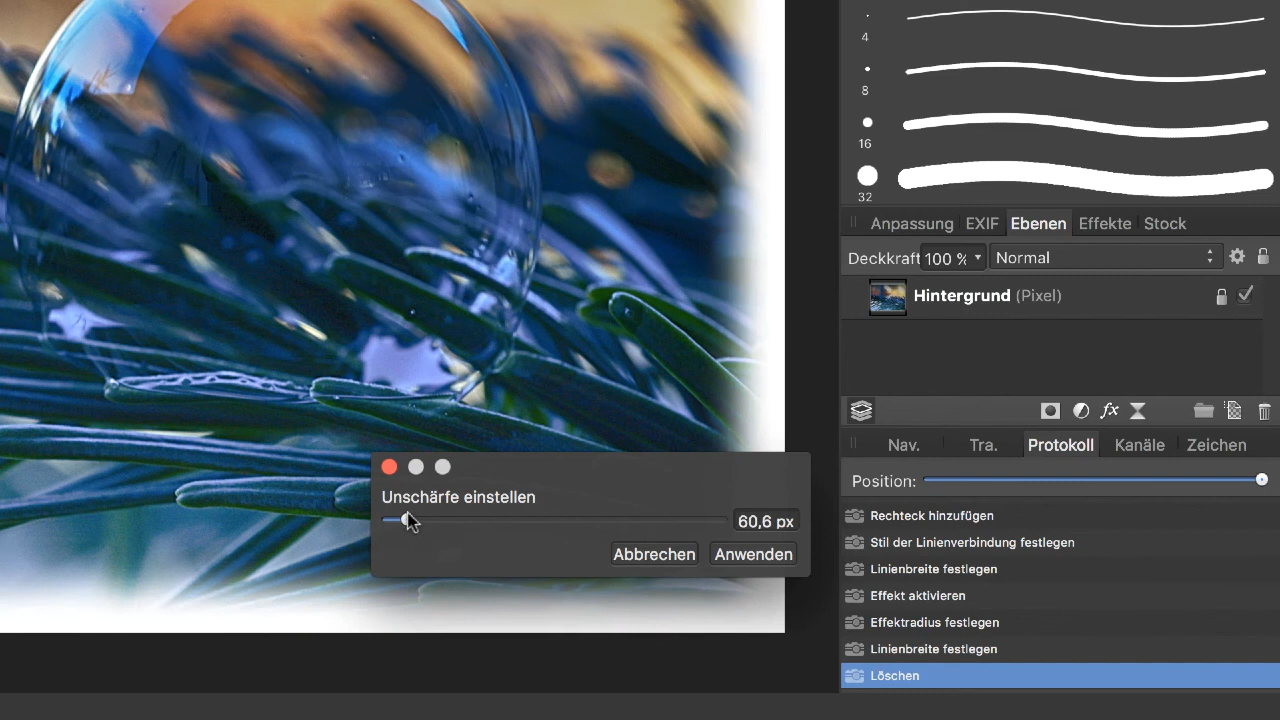 4
8
16
32
Anpassung EXIF Ebenen Effekte Stock
Deckkraft 100 % Normal
Hintergrund (Pixel)
fx
Nav. Tra. Protokoll Kanäle Zeichen
Position:
Rechteck hinzufügen
Stil der Linienverbindung festlegen
Linienbreite festlegen
Effekt aktivieren
Effektradius festlegen
Linienbreite festlegen
Löschen
Unschärfe einstellen
60,6 px
Abbrechen Anwenden